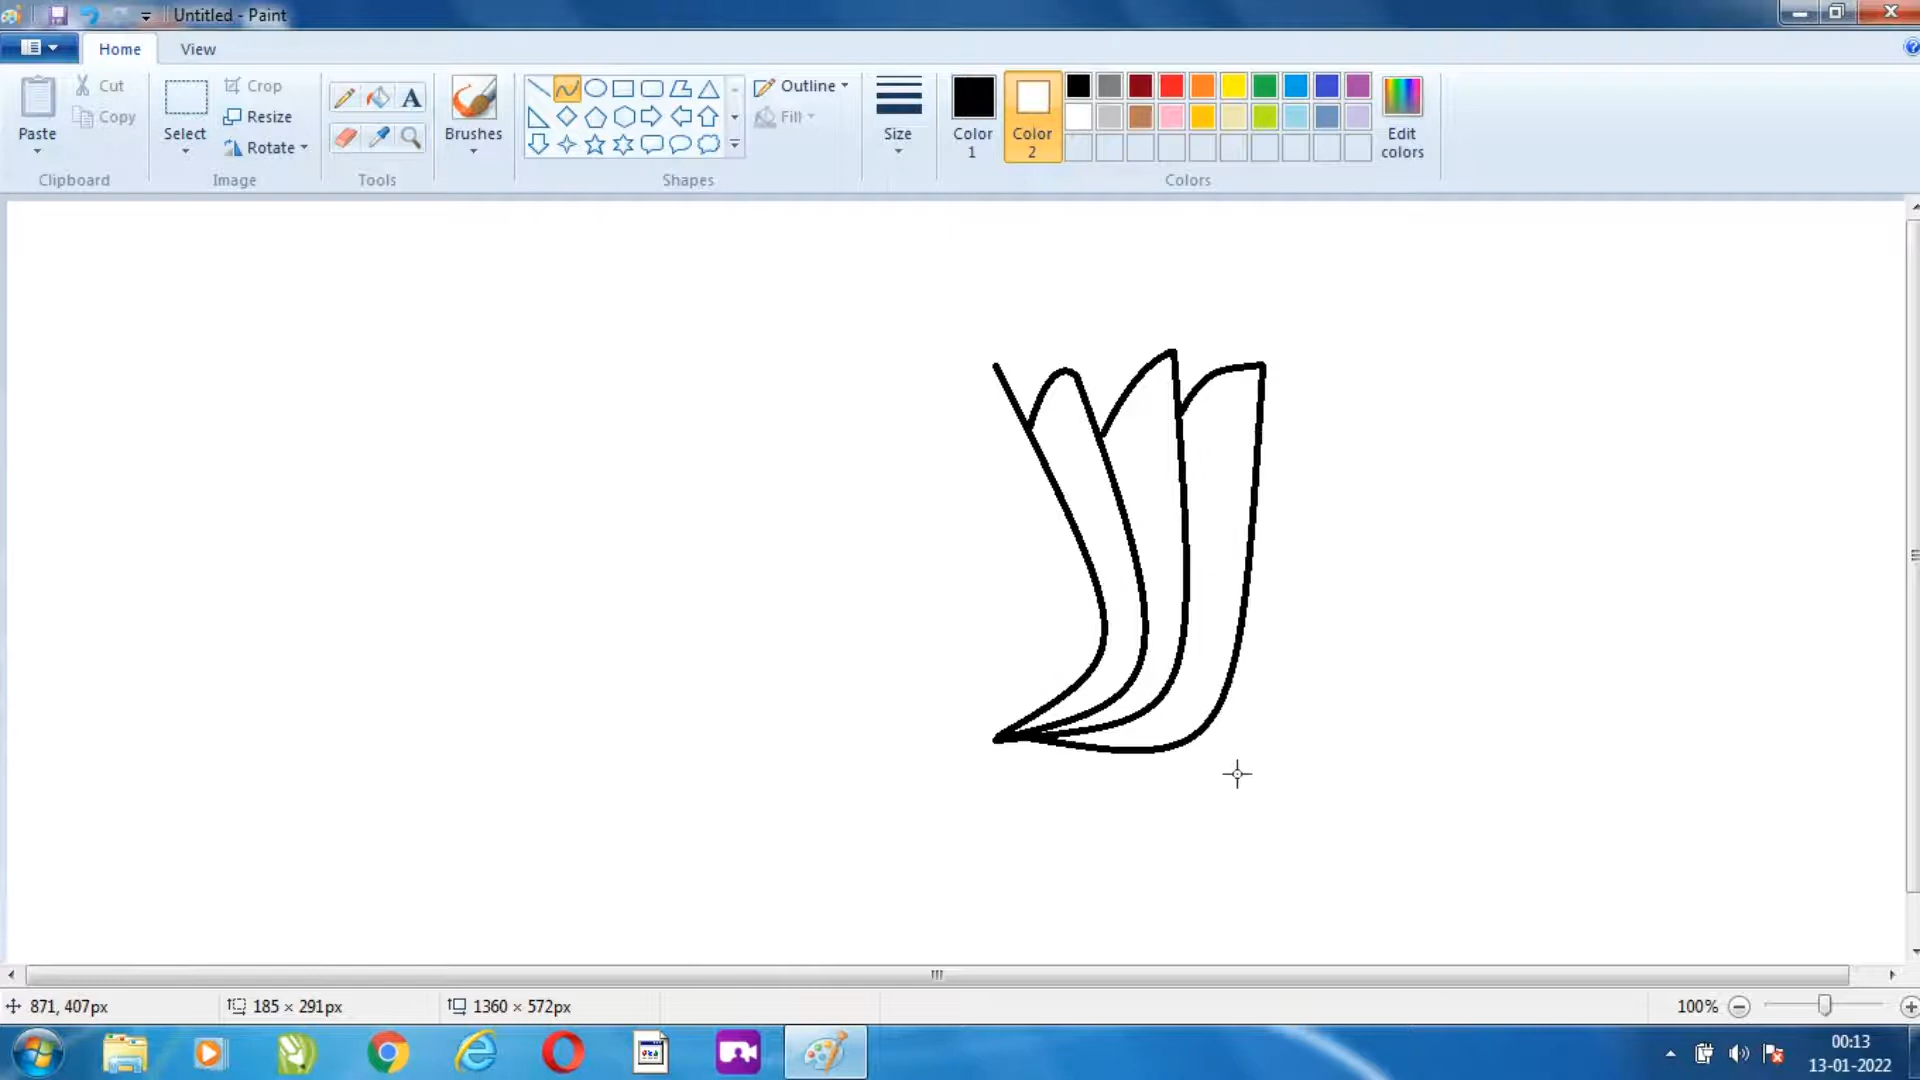 Untitled - Paint
Home
View
Paste
Cut
Copy
Clipboard
Select
Crop
Resize
Rotate
Image
A
Tools
Brushes
Outline
Fill
Shapes
Size
Color
1
Color
2
Edit
colors
Colors
871, 407px
185 × 291px
1360 × 572px
100%
00:13
13-01-2022